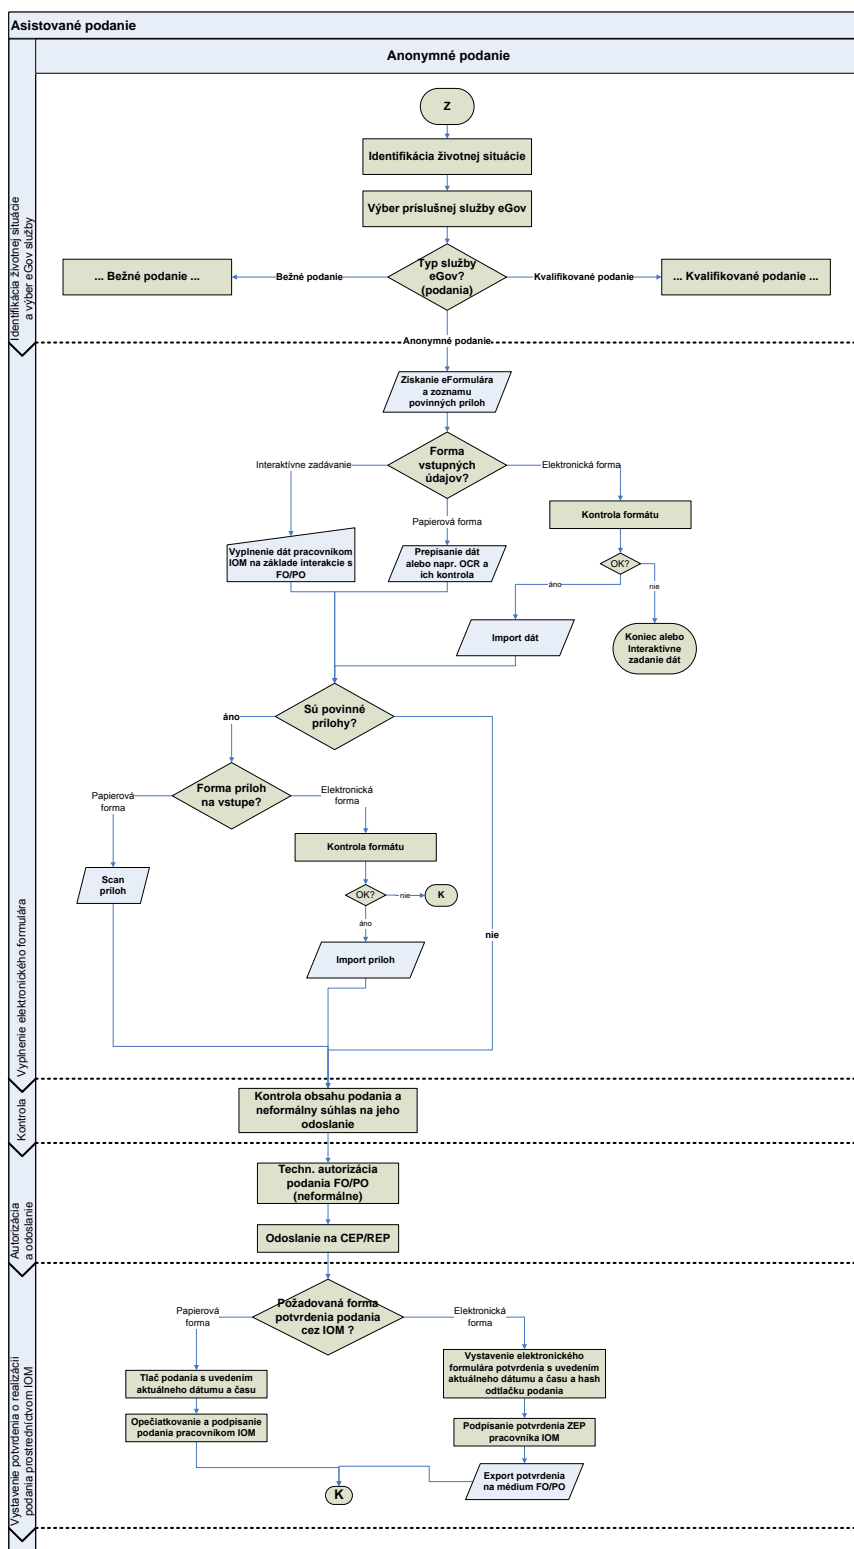 Asistované podanie
Anonymné podanie
Identifikácia životnej situácie
a výber eGov služby
Z
Identifikácia životnej situácie
Výber príslušnej služby eGov
Typ služby
eGov?
(podania)
Bežné podanie
... Bežné podanie ...
Kvalifikované podanie
... Kvalifikované podanie ...
Anonymné podanie
Vyplnenie elektronického formulára
Získanie eFormulára
a zoznamu
povinných príloh
Forma
vstupných
údajov?
Interaktívne zadávanie
Elektronická forma
Papierová forma
Kontrola formátu
Vyplnenie dát pracovníkom
IOM na základe interakcie s
FO/PO
Prepísanie dát
alebo napr. OCR a
ich kontrola
OK?
áno
nie
Import dát
Koniec alebo
Interaktívne
zadanie dát
Sú povinné
prílohy?
áno
nie
Forma príloh
na vstupe?
Papierová
forma
Elektronická
forma
Kontrola formátu
Scan
príloh
OK?
nie
K
áno
Import príloh
Kontrola
Kontrola obsahu podania a
neformálny súhlas na jeho
odoslanie
Autorizácia
a odoslanie
Techn. autorizácia
podania FO/PO
(neformálne)
Odoslanie na CEP/REP
Vystavenie potvrdenia o realizácii
podania prostredníctvom IOM
Požadovaná forma
potvrdenia podania
cez IOM ?
Papierová
forma
Elektronická
forma
Tlač podania s uvedením
aktuálneho dátumu a času
Opečiatkovanie a podpísanie
podania pracovníkom IOM
Vystavenie elektronického
formulára potvrdenia s uvedením
aktuálneho dátumu a času a hash
odtlačku podania
Podpísanie potvrdenia ZEP
pracovníka IOM
Export potvrdenia
na médium FO/PO
K